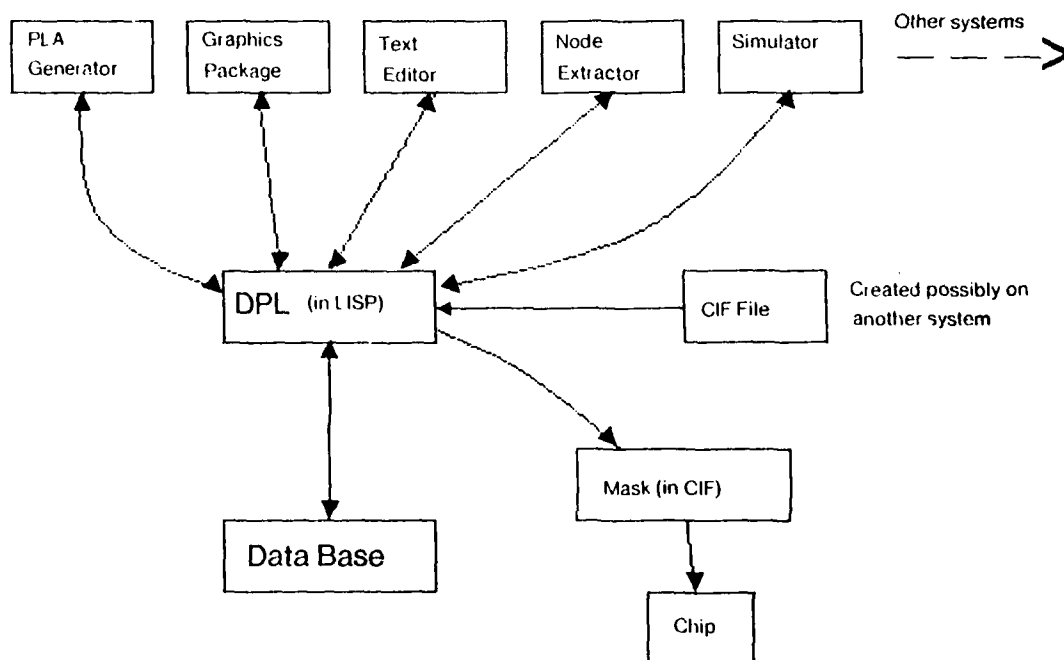 PLA
Generator
Graphics
Package
Text
Editor
Node
Extractor
Simulator
Other systems
DPL (in LISP)
CIF File
Created possibly on
another system
Mask (in CIF)
Data Base
Chip